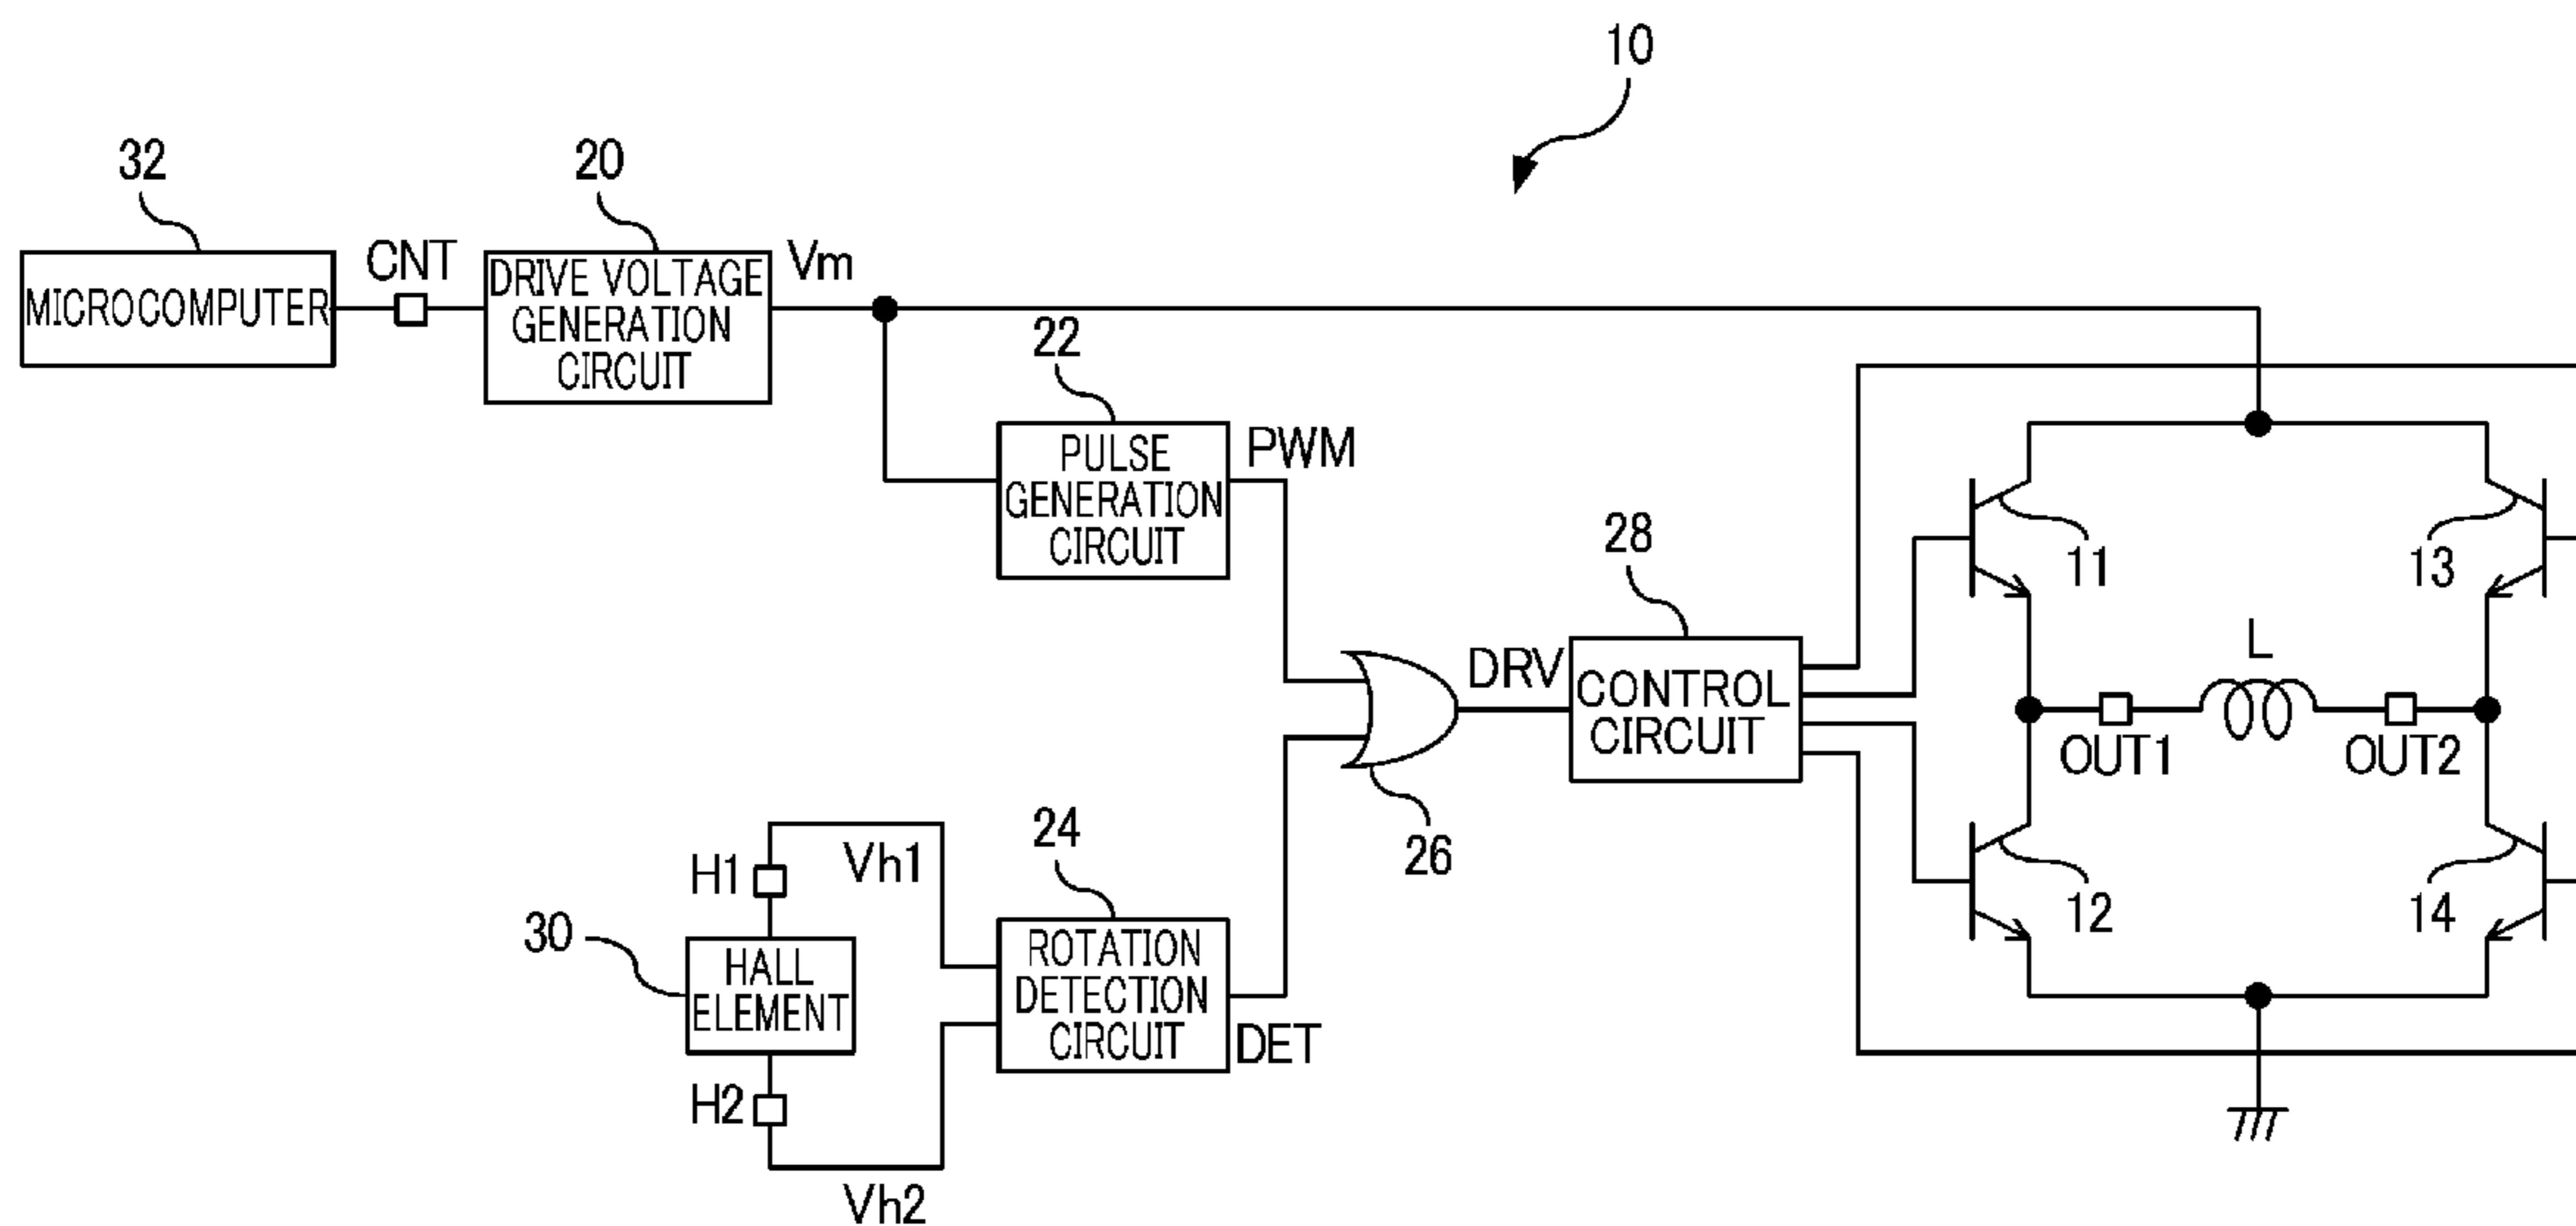 10
32
20
CNT
Vm
MICROCOMPUTER
DRIVE VOLTAGE
GENERATION
CIRCUIT
22
PULSE
GENERATION
CIRCUIT
PWM
11
13
28
L
DRV
CONTROL
CIRCUIT
OUT1
OUT2
26
24
H1
Vh1
12
14
30
HALL
ELEMENT
ROTATION
DETECTION
CIRCUIT
DET
H2
Vh2